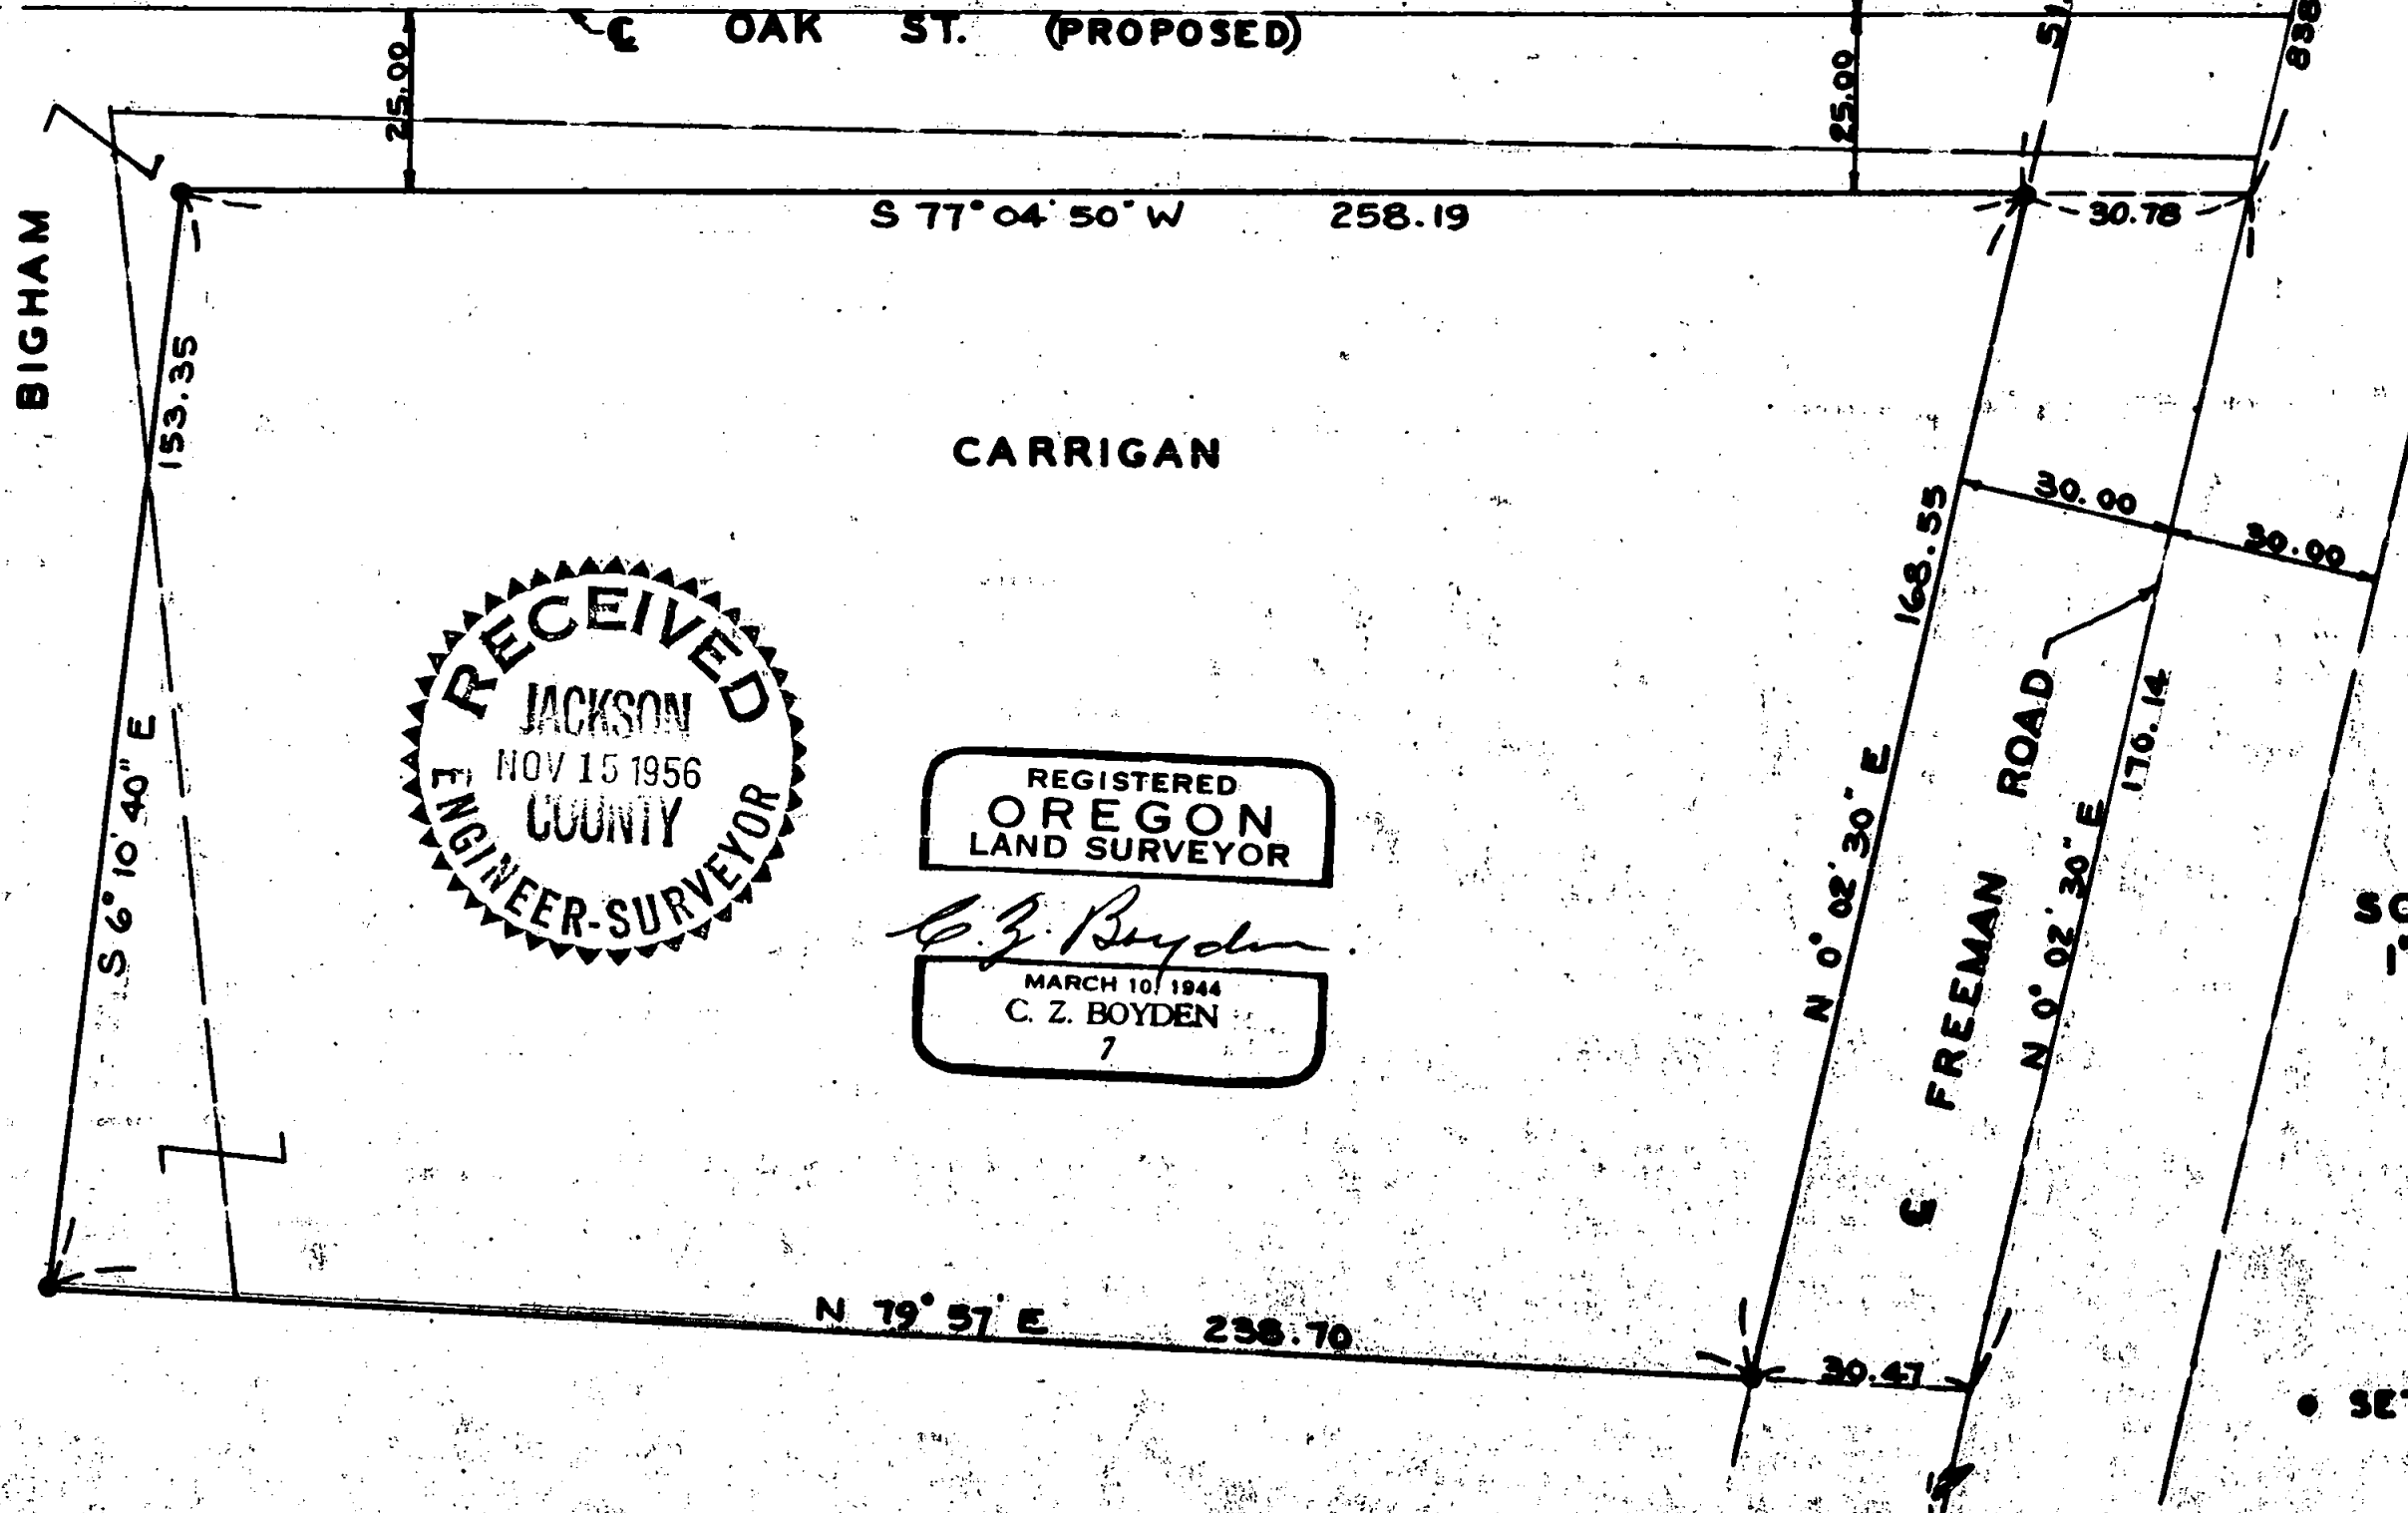 ℄ OAK ST. (PROPOSED)
25.00
25.00
30.78
S 77° 04' 50" W 258.19
BIGHAM
153.35
S 6° 10' 40" E
CARRIGAN
168.55
N 0° 02' 30" E
30.00
30.00
℄ FREEMAN ROAD
170.14
N 0° 02' 30" E
RECEIVED
JACKSON
NOV 15 1956
COUNTY
ENGINEER-SURVEYOR
REGISTERED
OREGON
LAND SURVEYOR
C. Z. Boyden
MARCH 10, 1944
C. Z. BOYDEN
7
N 79° 57' E 238.70
30.47